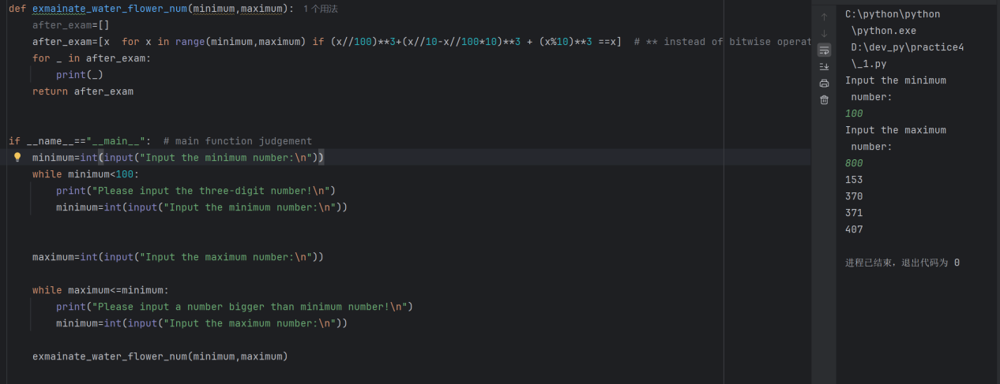 def exmainate_water_flower_num(minimum,maximum): 1 个用法
after_exam=[]
after_exam=[x  for x in range(minimum,maximum) if (x//100)**3+(x//10-x//100*10)**3 + (x%10)**3 ==x]  # ** instead of bitwise operat
for _ in after_exam:
print(_)
return after_exam
if __name__=="__main__":  # main function judgement
minimum=int(input("Input the minimum number:\n"))
while minimum<100:
print("Please input the three-digit number!\n")
minimum=int(input("Input the minimum number:\n"))
maximum=int(input("Input the maximum number:\n"))
while maximum<=minimum:
print("Please input a number bigger than minimum number!\n")
minimum=int(input("Input the maximum number:\n"))
exmainate_water_flower_num(minimum,maximum)
C:\python\python
\python.exe
D:\dev_py\practice4
\_1.py
Input the minimum
number:
100
Input the maximum
number:
800
153
370
371
407
进程已结束，退出代码为 0